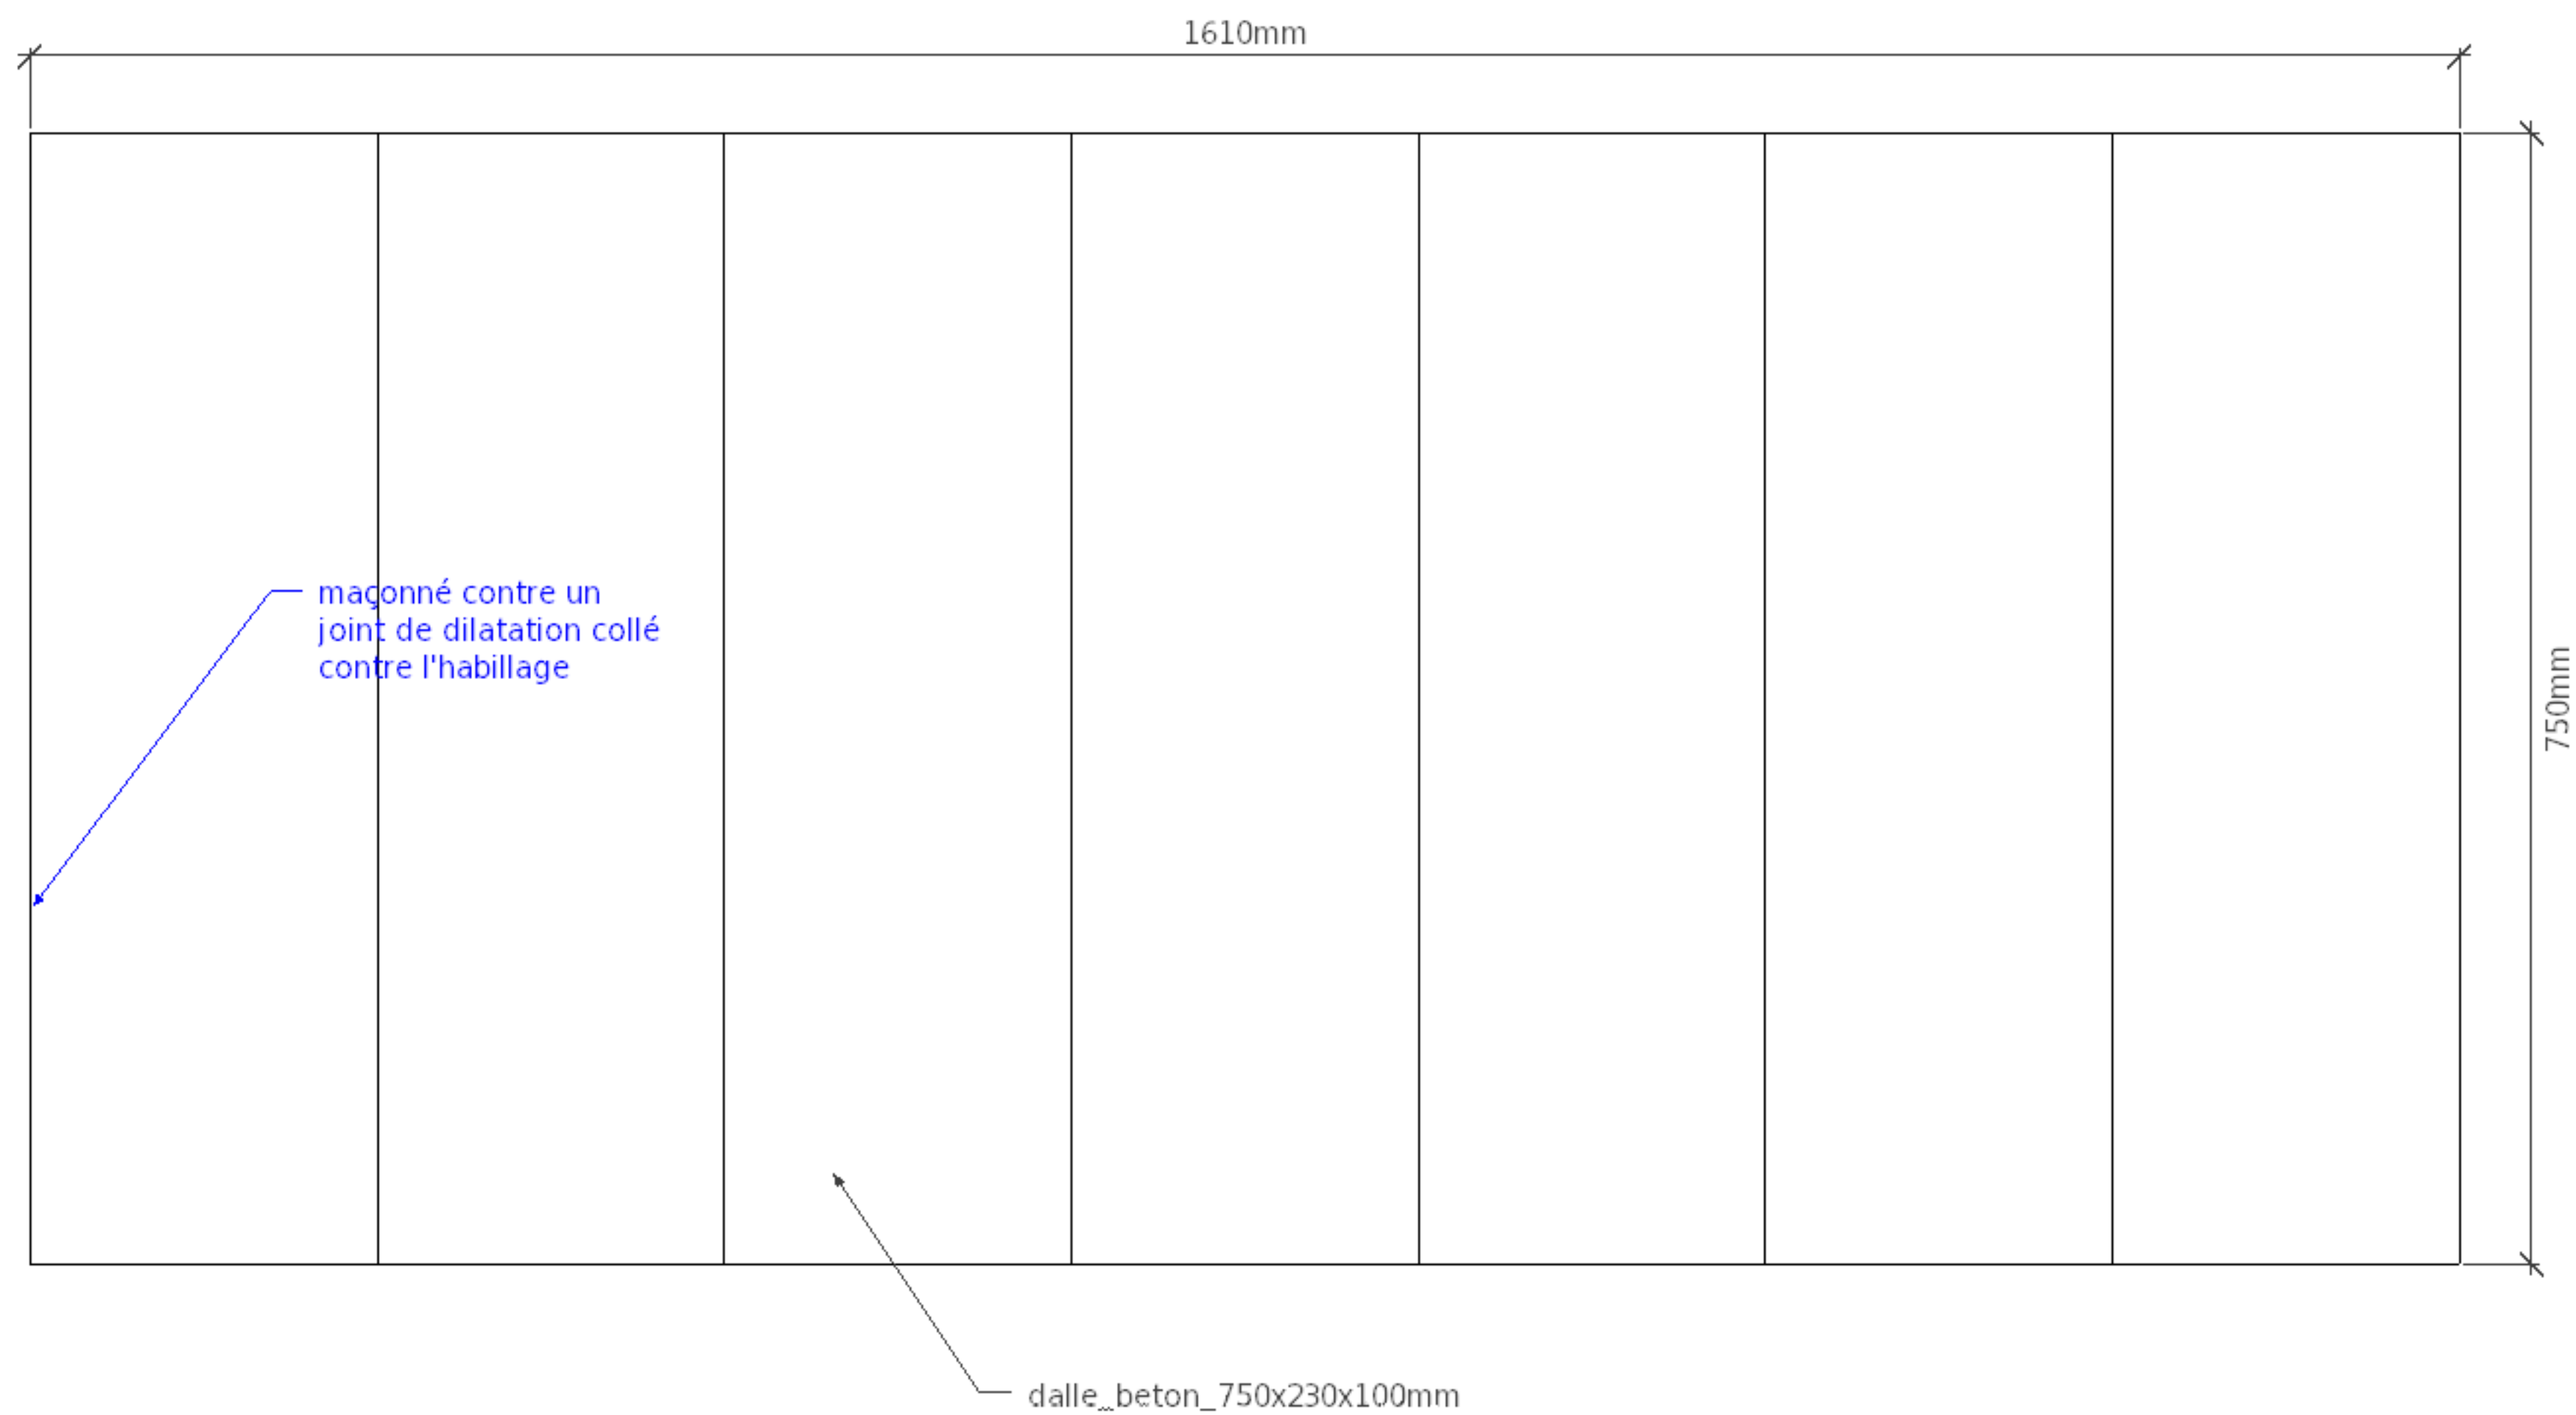 1610mm
maçonné contre un
joint de dilatation collé
contre l'habillage
750mm
dalle_beton_750x230x100mm